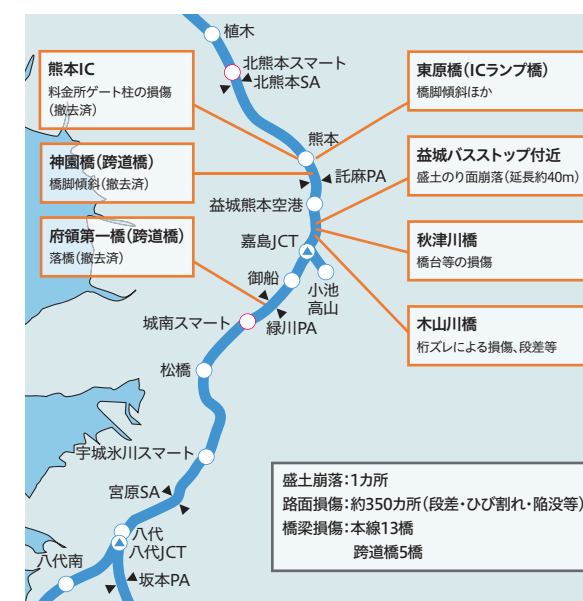 植木
北熊本スマート
北熊本SA
熊本IC
料金所ゲート柱の損傷
(撤去済)
東原橋(ICランプ橋)
橋脚傾斜ほか
熊本
神園橋(跨道橋)
橋脚傾斜(撤去済)
託麻PA
益城バスストップ付近
盛土のり面崩落(延長約40m)
益城熊本空港
府領第一橋(跨道橋)
落橋(撤去済)
嘉島JCT
秋津川橋
橋台等の損傷
御船
小池
高山
城南スマート
緑川PA
木山川橋
桁ズレによる損傷、段差等
松橋
宇城氷川スマート
宮原SA
盛土崩落:1カ所
路面損傷:約350カ所(段差・ひび割れ・陥没等)
橋梁損傷:本線13橋
跨道橋5橋
八代
八代JCT
八代南
坂本PA